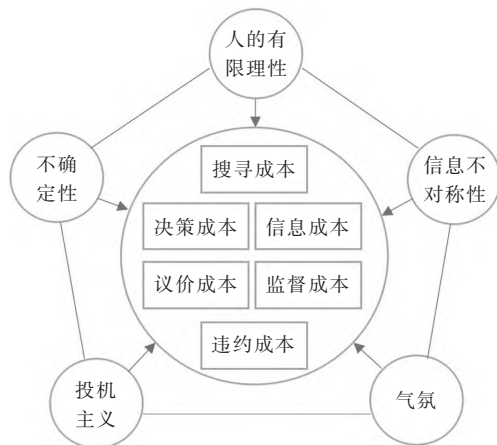 人的有
限理性
不确
定性
信息不
对称性
搜寻成本
决策成本
信息成本
议价成本
监督成本
违约成本
投机
主义
气氛